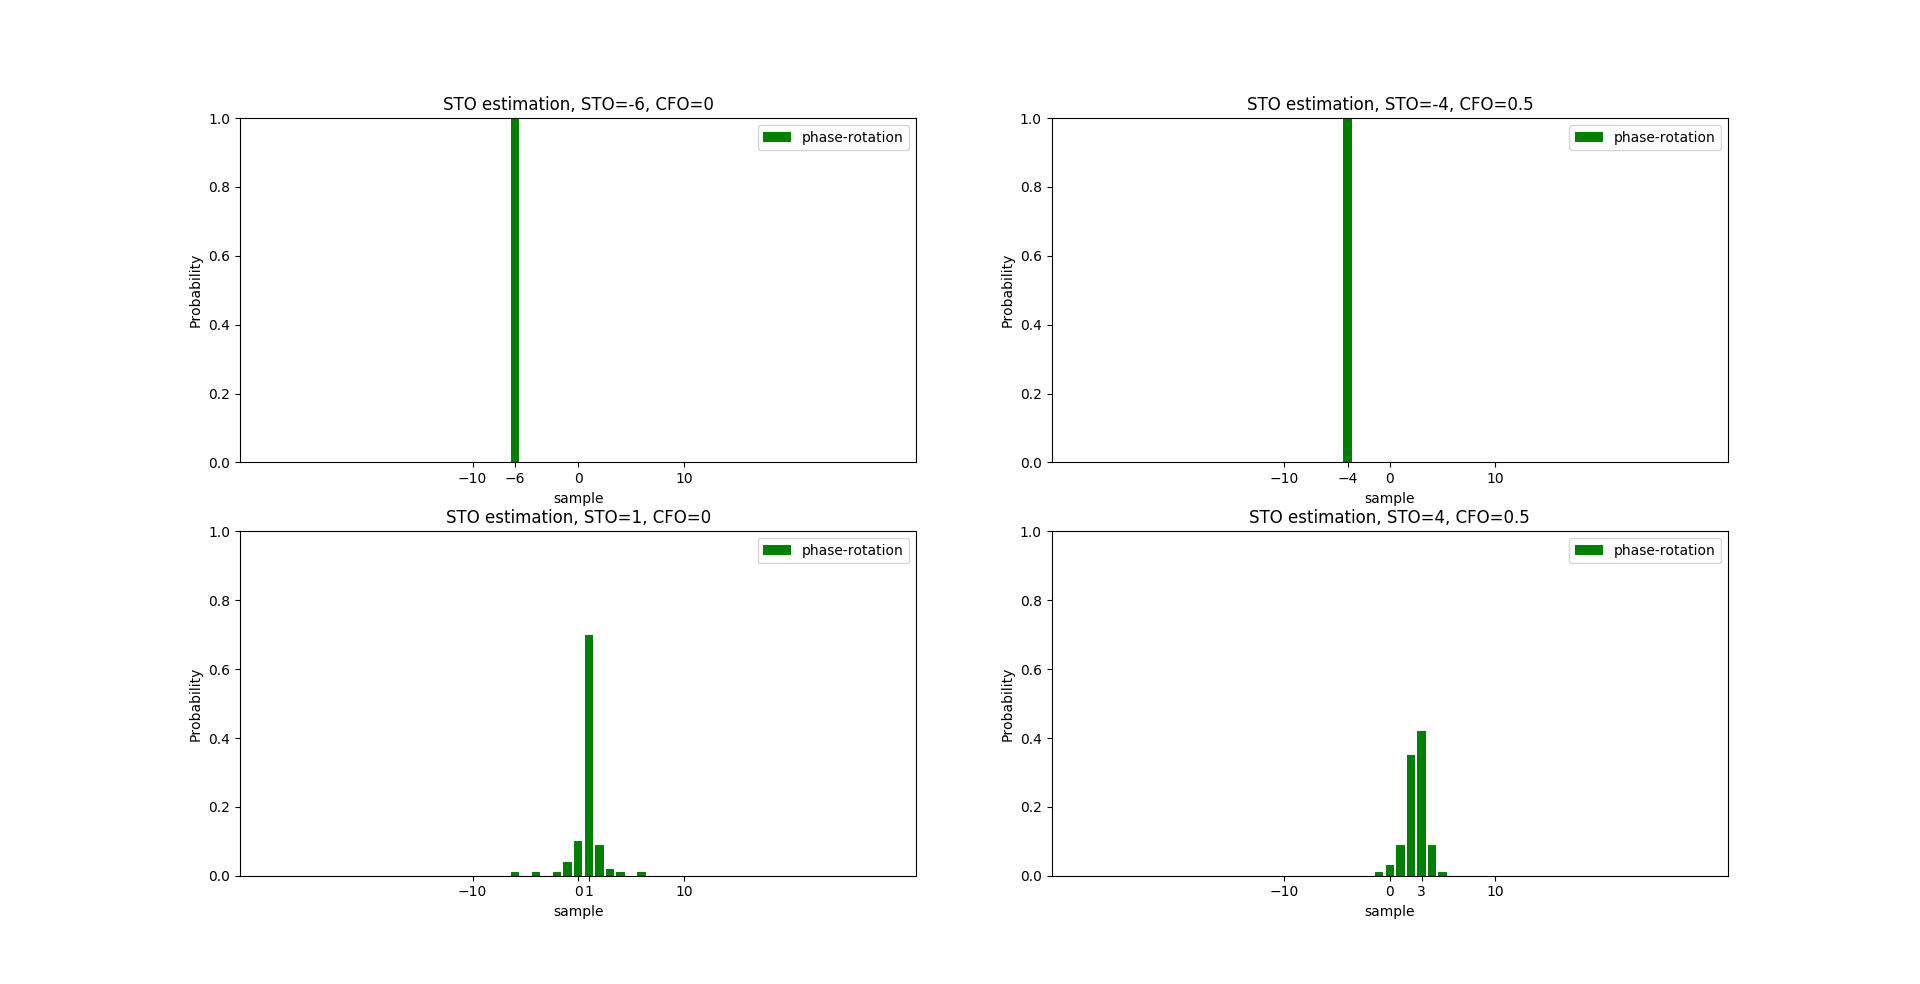 STO estimation, STO=-6, CFO=0
phase-rotation
1.0
0.8
0.6
0.4
0.2
0.0
Probability
−10 −6 0 10
sample
STO estimation, STO=-4, CFO=0.5
phase-rotation
1.0
0.8
0.6
0.4
0.2
0.0
Probability
−10 −4 0 10
sample
STO estimation, STO=1, CFO=0
phase-rotation
1.0
0.8
0.6
0.4
0.2
0.0
Probability
−10 0 1 10
sample
STO estimation, STO=4, CFO=0.5
phase-rotation
1.0
0.8
0.6
0.4
0.2
0.0
Probability
−10 0 3 10
sample